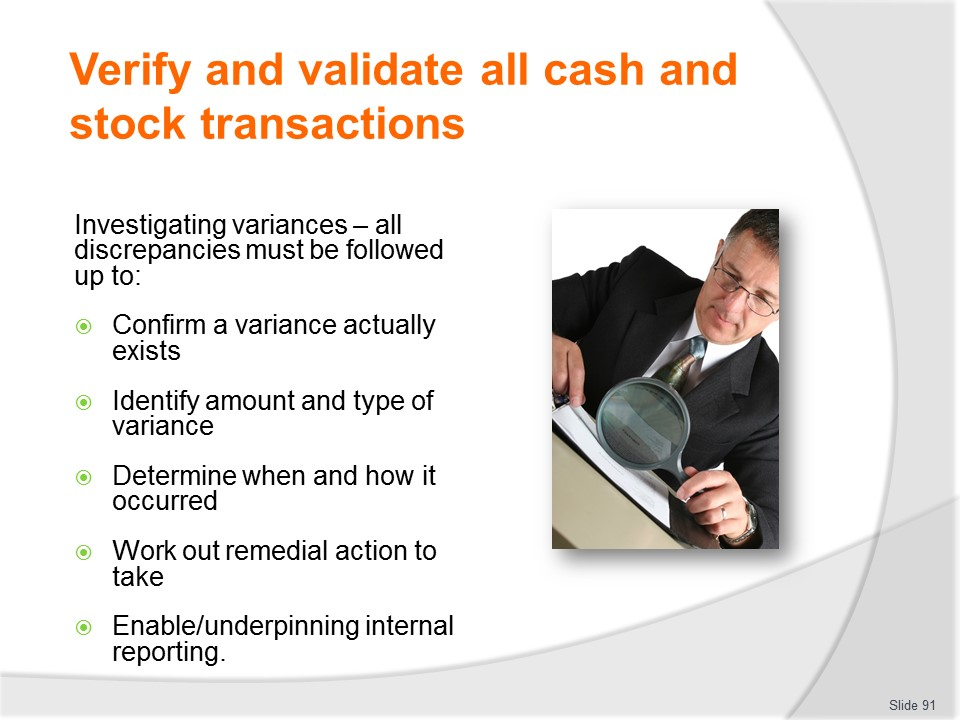 Verify and validate all cash and
stock transactions
Investigating variances – all
discrepancies must be followed
up to:
Confirm a variance actually
exists
Identify amount and type of
variance
Determine when and how it
occurred
Work out remedial action to
take
Enable/underpinning internal
reporting.
Slide 91